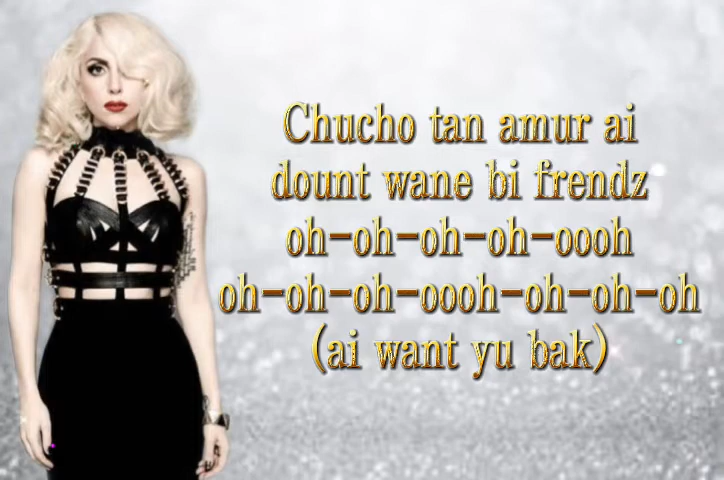 Chucho tan amur ai
dount wane bi frendz
oh-oh-oh-oh-oooh
oh-oh-oh-oooh-oh-oh-oh
(ai want yu bak)